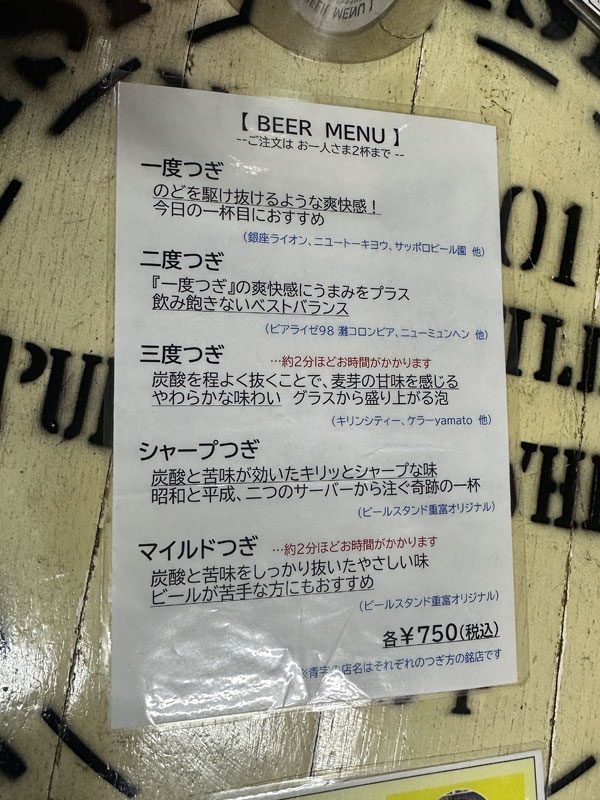 【 BEER MENU 】
--ご注文は お一人さま2杯まで --
一度つぎ
のどを駆け抜けるような爽快感！
今日の一杯目におすすめ
（銀座ライオン、ニユートーキヨウ、サッポロビール園 他）
二度つぎ
『一度つぎ』の爽快感にうまみをプラス
飲み飽きないベストバランス
（ビアライゼ98 灘コロンビア、ニューミュンヘン 他）
三度つぎ …約2分ほどお時間がかかります
炭酸を程よく抜くことで、麦芽の甘味を感じる
やわらかな味わい グラスから盛り上がる泡
（キリンシティー、ケラーyamato 他）
シャープつぎ
炭酸と苦味が効いたキリッとシャープな味
昭和と平成、二つのサーバーから注ぐ奇跡の一杯
（ビールスタンド重富オリジナル）
マイルドつぎ …約2分ほどお時間がかかります
炭酸と苦味をしっかり抜いたやさしい味
ビールが苦手な方にもおすすめ
（ビールスタンド重富オリジナル）
各￥750(税込)
※青字の店名はそれぞれのつぎ方の銘店です
01
PU